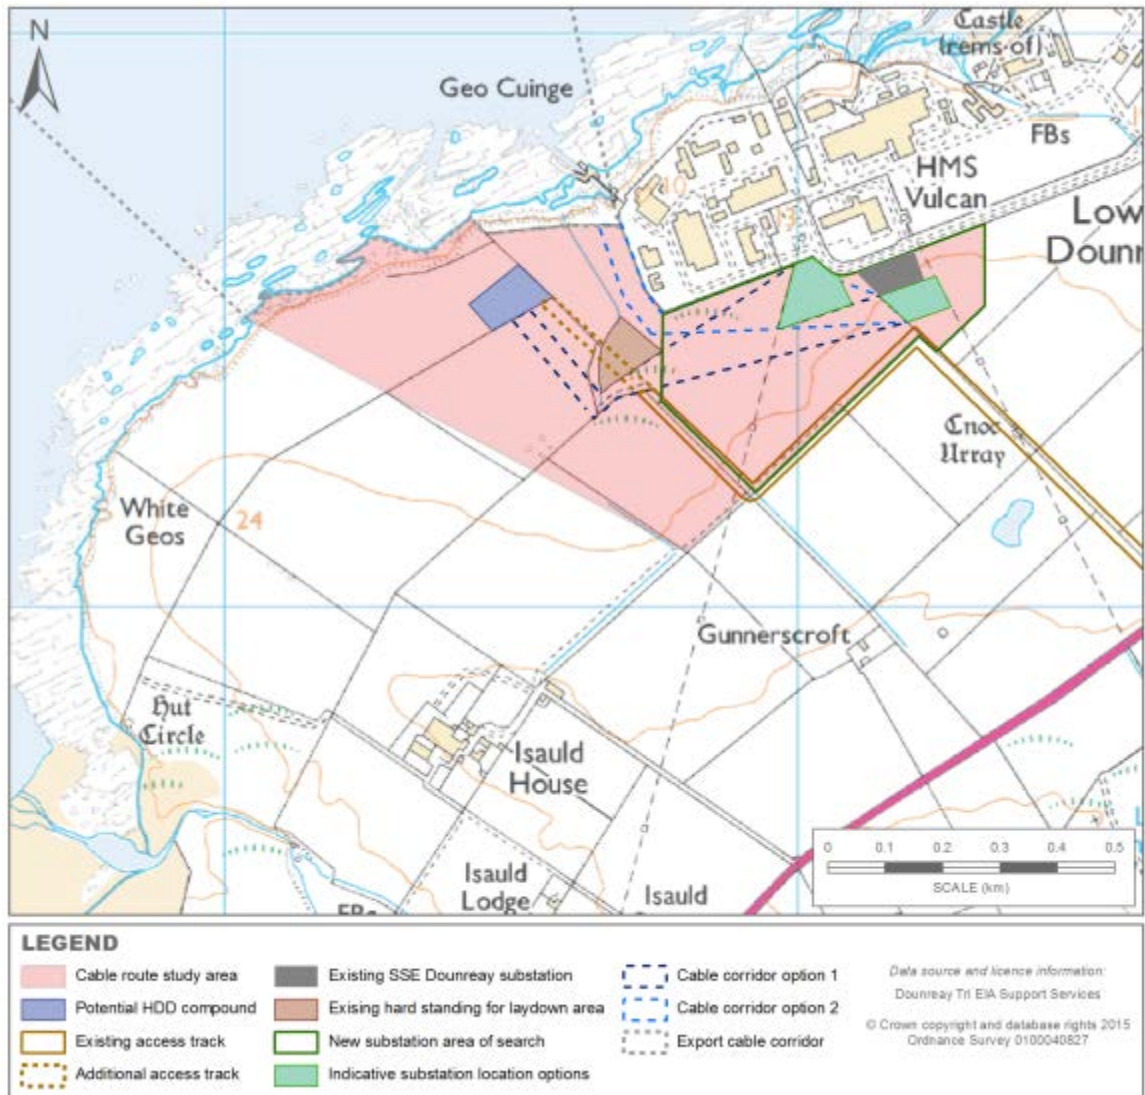 N
Castle
(rems of)
Geo Cuinge
FBs
10
HMS
Vulcan
Low
Dounr
Cnoc
Urray
White
Geos
24
Gunnerscroft
Hut
Circle
Isauld
House
Isauld
Lodge
Isauld
FBs
0 0.1 0.2 0.3 0.4 0.5
SCALE (km)
LEGEND
Cable route study area
Potential HDD compound
Existing access track
Additional access track
Existing SSE Dounreay substation
Exising hard standing for laydown area
New substation area of search
Indicative substation location options
Cable corridor option 1
Cable corridor option 2
Export cable corridor
Data source and licence information:
Dounreay Tri EIA Support Services
© Crown copyright and database rights 2015
Ordnance Survey 0100040827